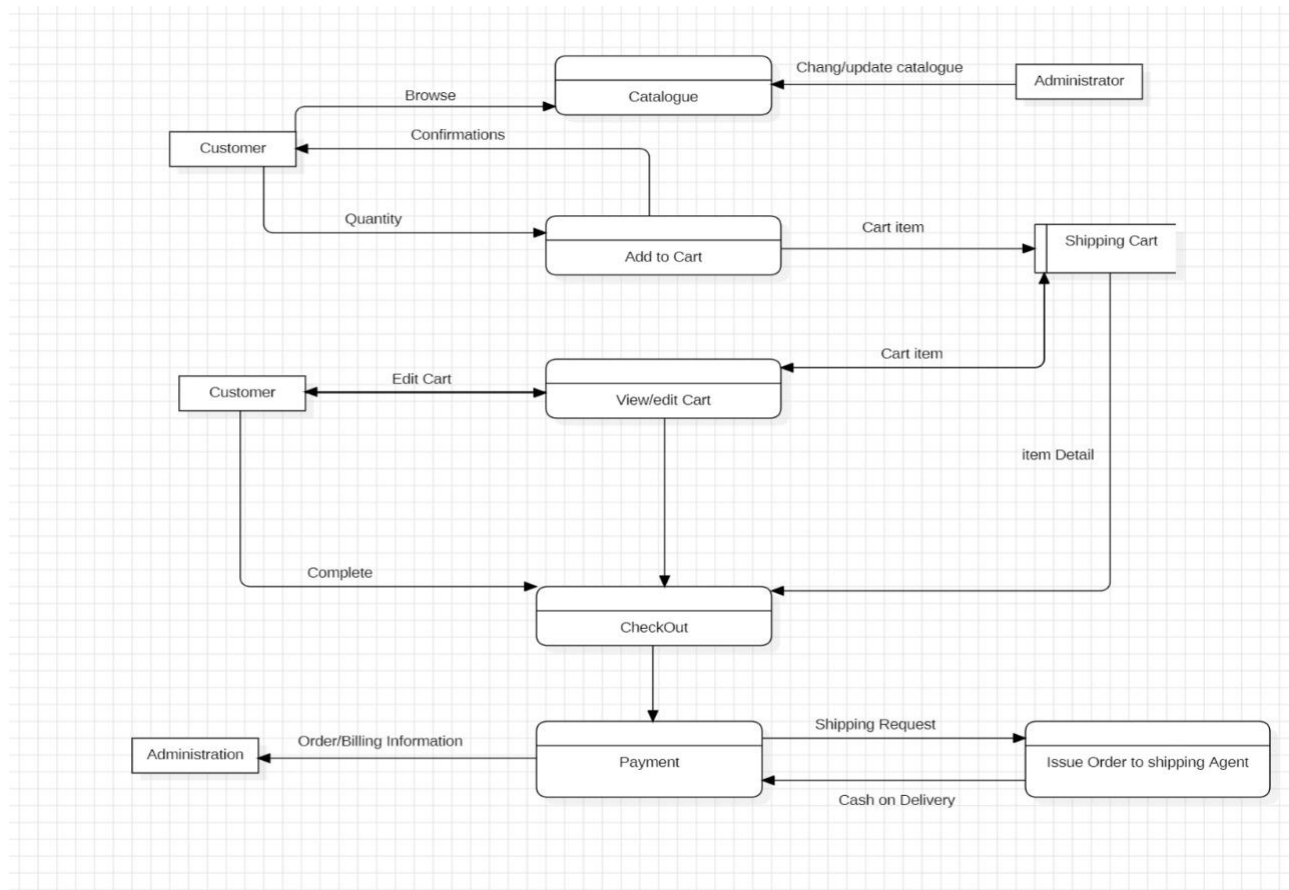 Chang/update catalogue
Administrator
Catalogue
Browse
Confirmations
Customer
Quantity
Add to Cart
Cart item
Shipping Cart
Cart item
Edit Cart
Customer
View/edit Cart
item Detail
Complete
CheckOut
Shipping Request
Order/Billing Information
Administration
Payment
Issue Order to shipping Agent
Cash on Delivery